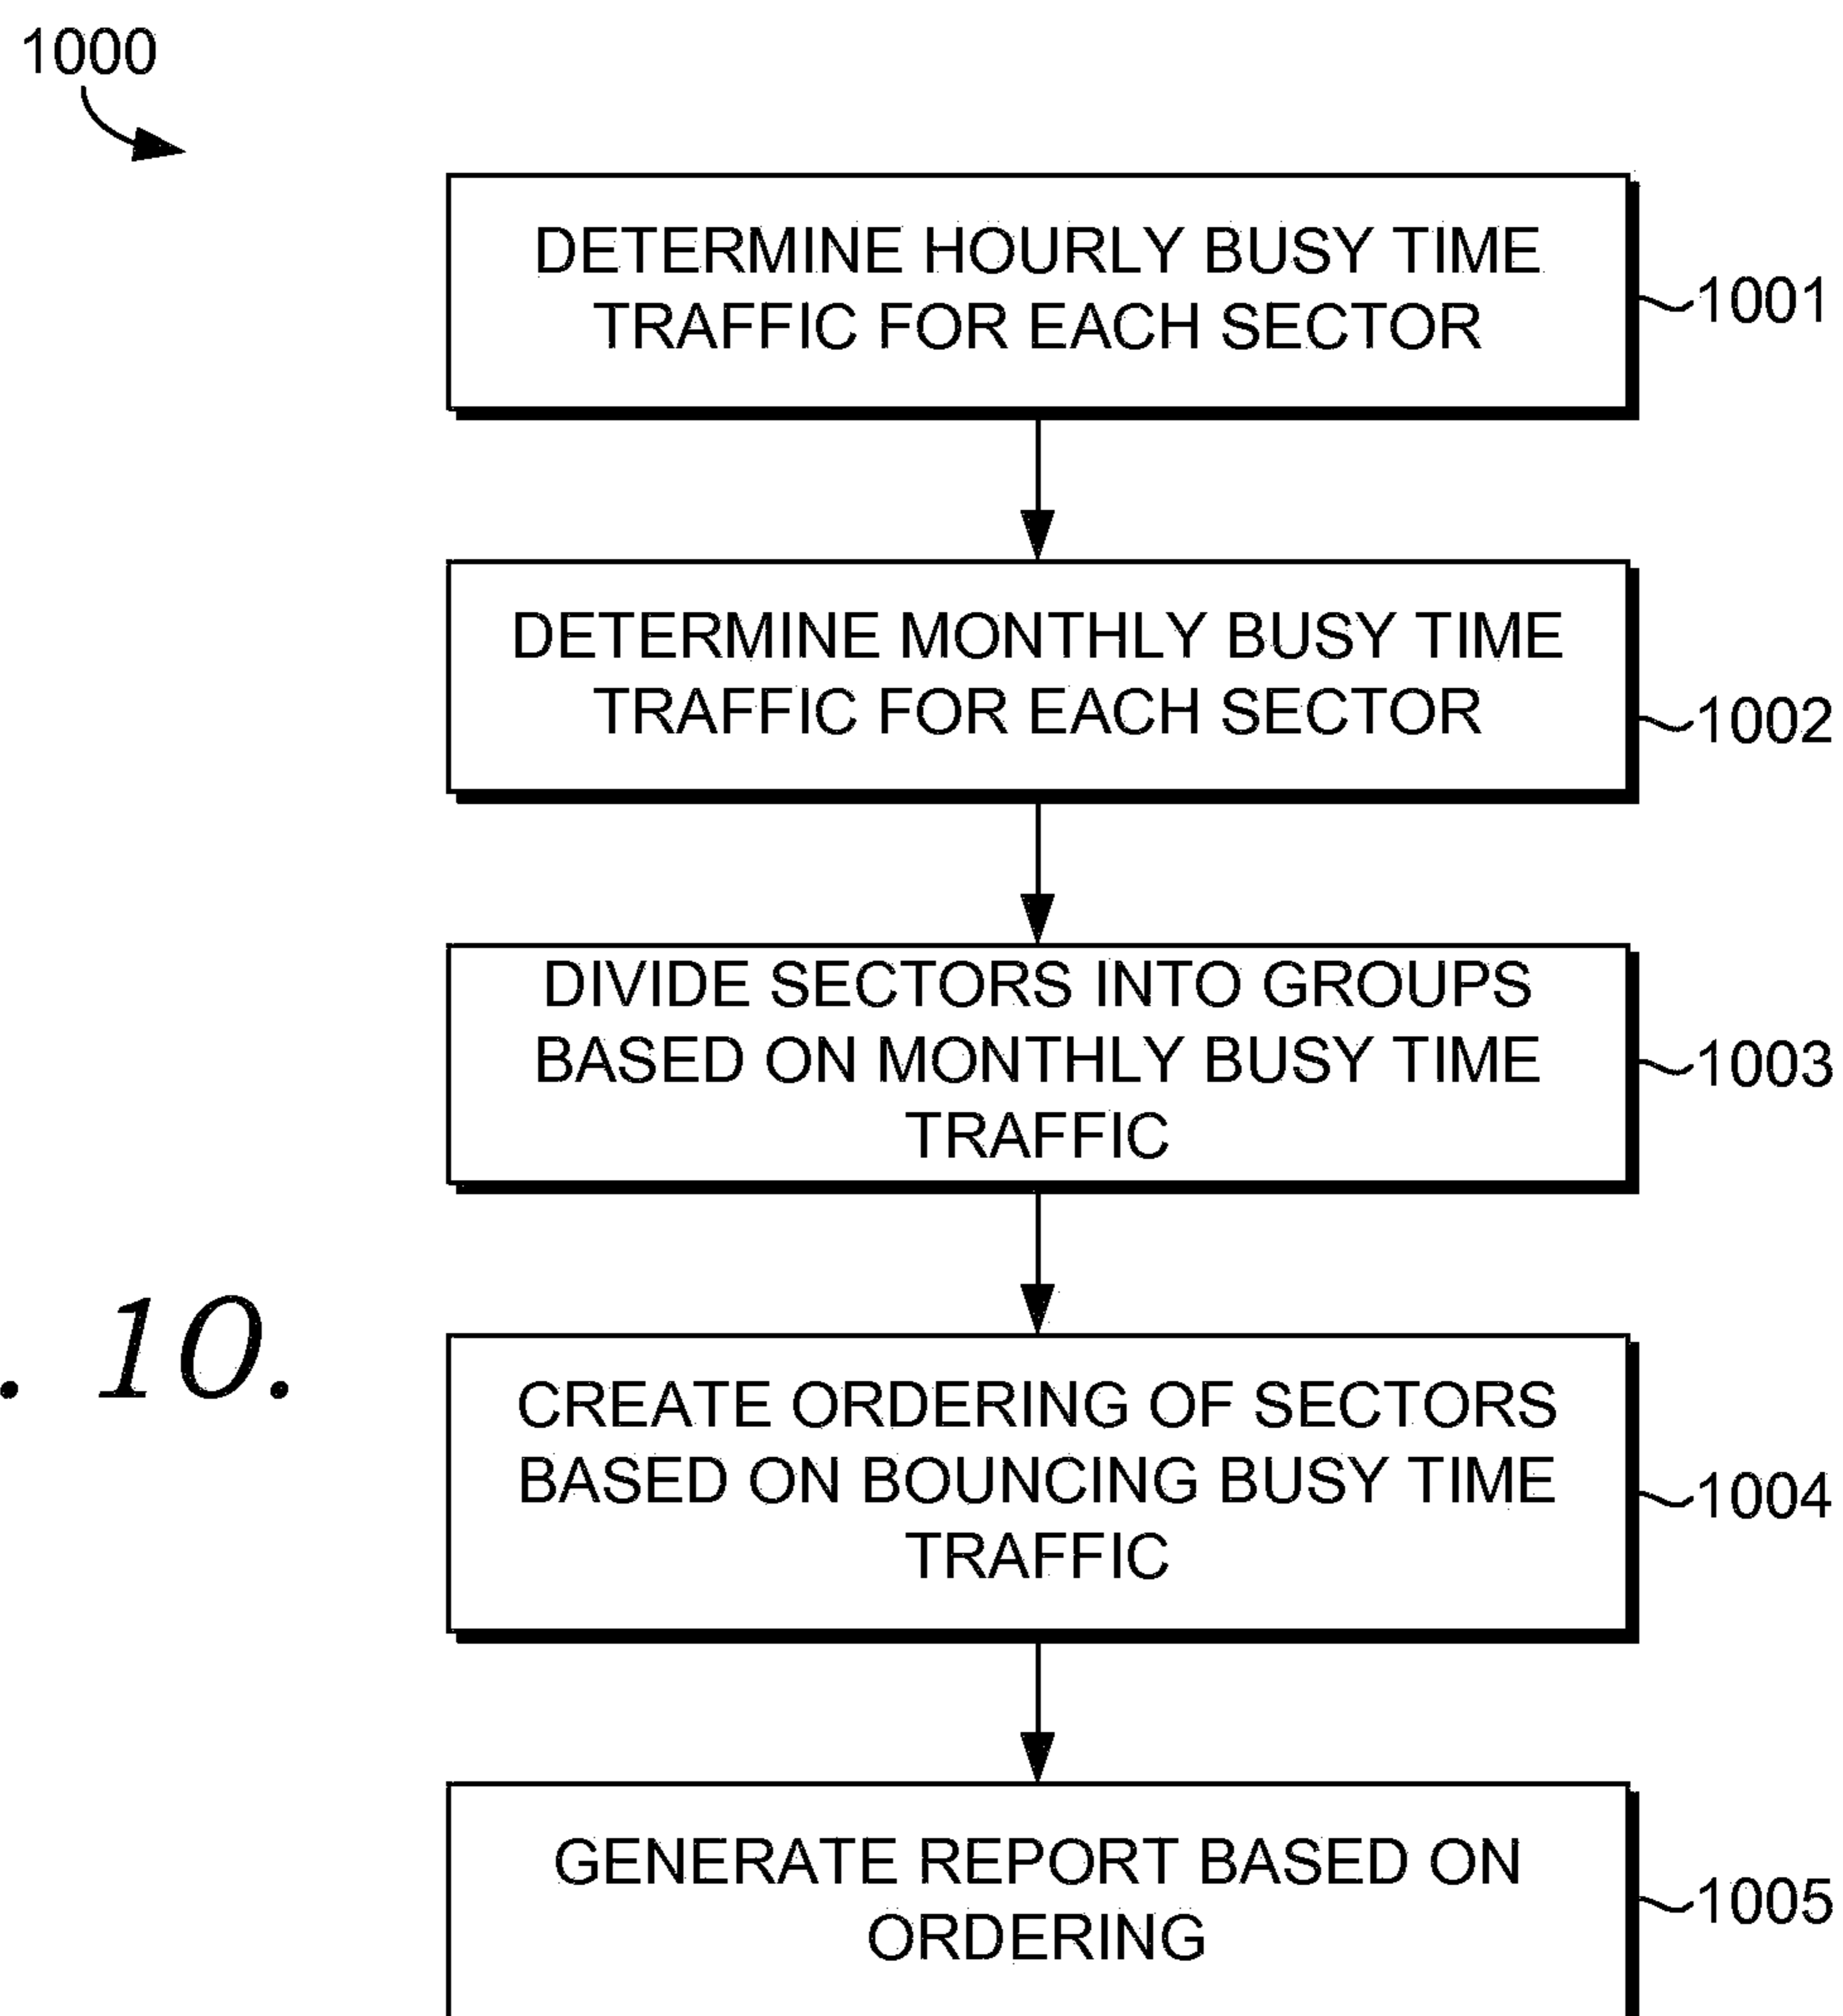 1000
DETERMINE HOURLY BUSY TIME
TRAFFIC FOR EACH SECTOR
1001
DETERMINE MONTHLY BUSY TIME
TRAFFIC FOR EACH SECTOR
1002
DIVIDE SECTORS INTO GROUPS
BASED ON MONTHLY BUSY TIME
TRAFFIC
1003
. 10.
CREATE ORDERING OF SECTORS
BASED ON BOUNCING BUSY TIME
TRAFFIC
1004
GENERATE REPORT BASED ON
ORDERING
1005